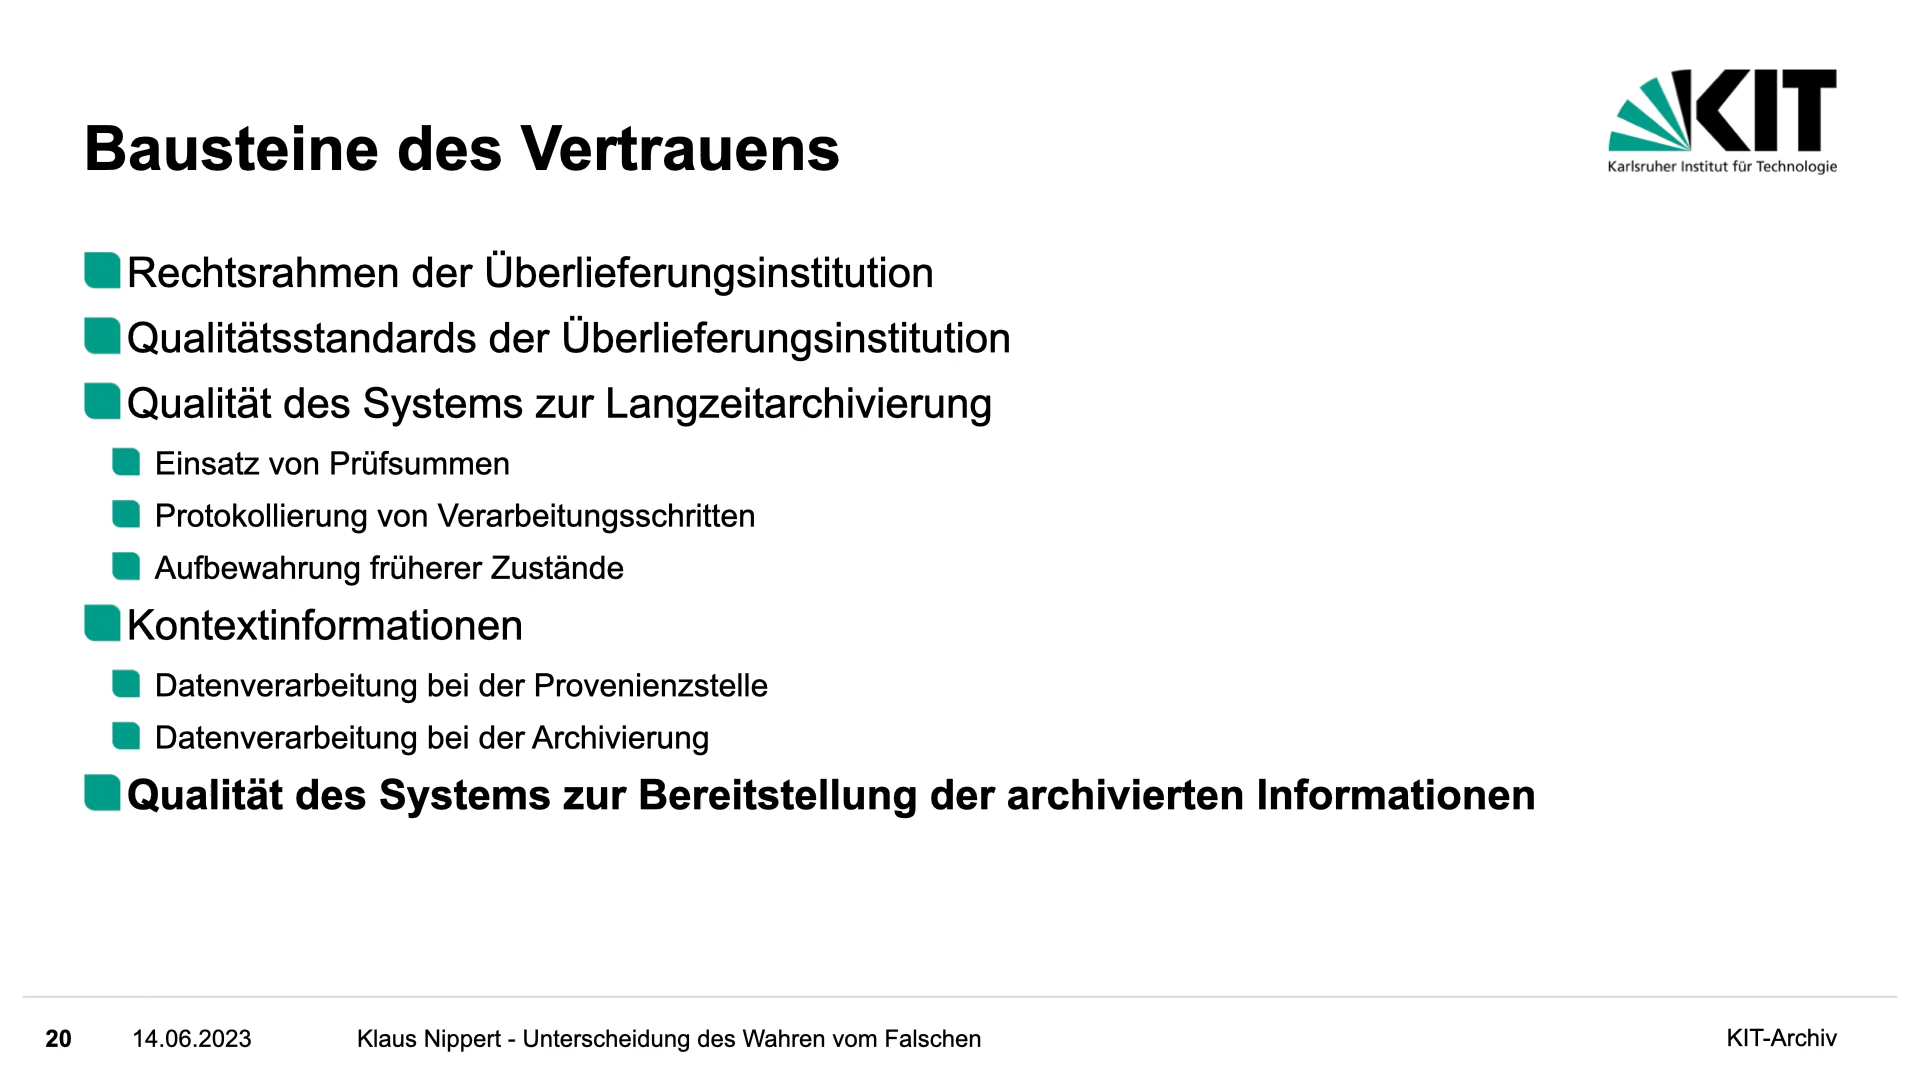 Bausteine des Vertrauens
KIT
Karlsruher Institut für Technologie
Rechtsrahmen der Überlieferungsinstitution
Qualitätsstandards der Überlieferungsinstitution
Qualität des Systems zur Langzeitarchivierung
Einsatz von Prüfsummen
Protokollierung von Verarbeitungsschritten
Aufbewahrung früherer Zustände
Kontextinformationen
Datenverarbeitung bei der Provenienzstelle
Datenverarbeitung bei der Archivierung
Qualität des Systems zur Bereitstellung der archivierten Informationen
20 14.06.2023 Klaus Nippert - Unterscheidung des Wahren vom Falschen KIT-Archiv